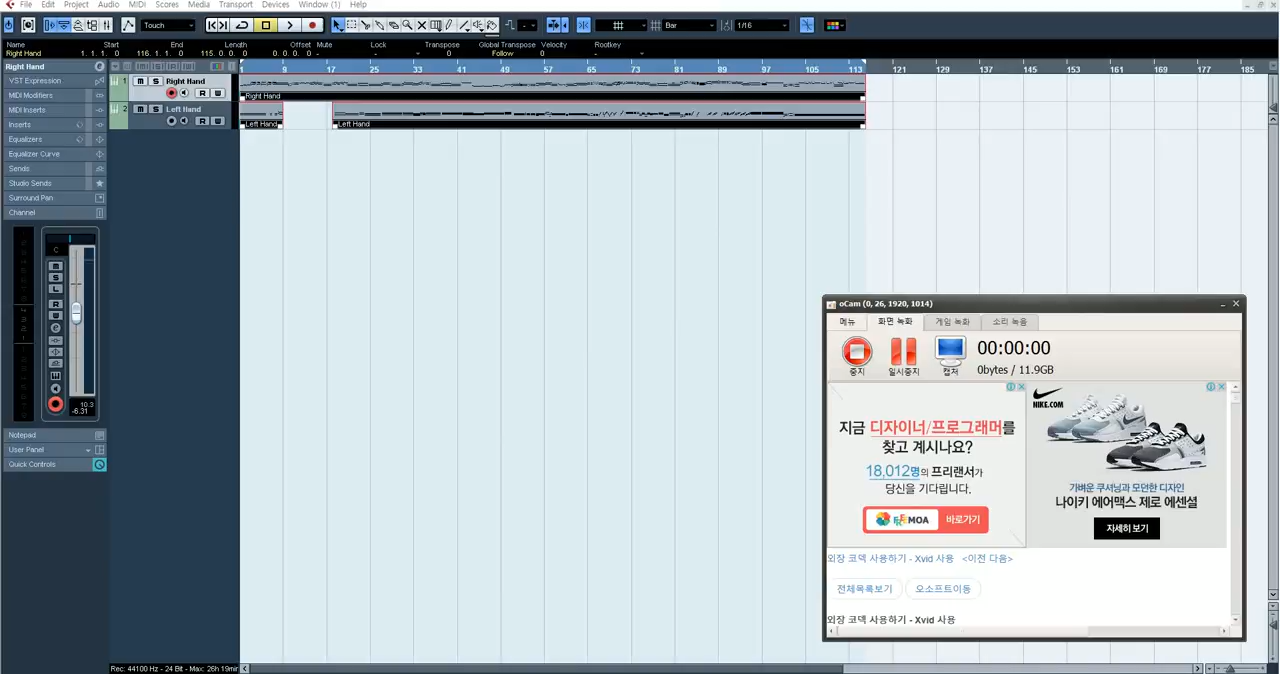 File Edit Project Audio MIDI Scores Media Transport Devices Window (1) Help
Touch
Bar
1/16
Name Start End Length Offset Mute Lock Transpose Global Transpose Velocity Rootkey
Right Hand 1. 1. 1. 0 116. 1. 1. 0 115. 0. 0. 0 0. 0. 0. 0 - - 0 Follow 0 -
Right Hand
VST Expression
MIDI Modifiers
MIDI Inserts
Inserts
Equalizers
Equalizer Curve
Sends
Studio Sends
Surround Pan
Channel
C
M
S
L
R
W
e
10.3
-6.31
Notepad
User Panel
Quick Controls
1 M S Right Hand
R W
2 M S Left Hand
R W
1 9 17 25 33 41 49 57 65 73 81 89 97 105 113 121 129 137 145 153 161 169 177 185
Right Hand
Left Hand Left Hand
oCam (0, 26, 1920, 1014)
메뉴 화면 녹화 게임 녹화 소리 녹음
중지 일시중지 캡처
00:00:00
0bytes / 11.9GB
지금 디자이너/프로그래머를
찾고 계시나요?
18,012명의 프리랜서가
당신을 기다립니다.
FREEMOA 바로가기
NIKE.COM
가벼운 쿠셔닝과 모던한 디자인
나이키 에어맥스 제로 에센셜
자세히 보기
외장 코덱 사용하기 - Xvid 사용 <이전 다음>
전체목록보기 오소프트이동
외장 코덱 사용하기 - Xvid 사용
Rec: 44100 Hz - 24 Bit - Max: 26h 19min